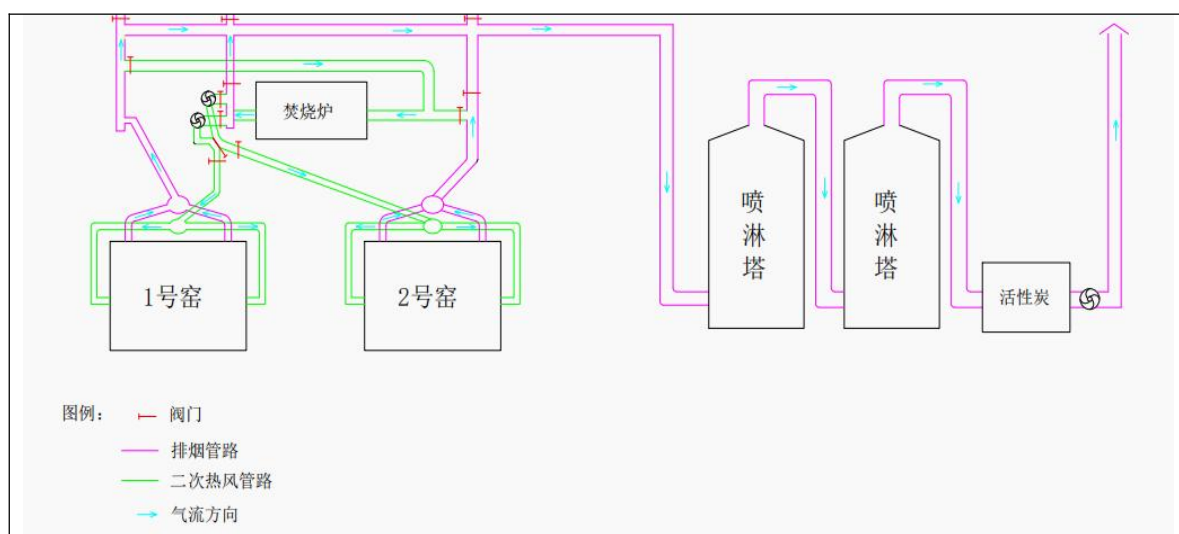 焚烧炉
喷淋塔
喷淋塔
1号窑
2号窑
活性炭
图例：
阀门
排烟管路
二次热风管路
气流方向